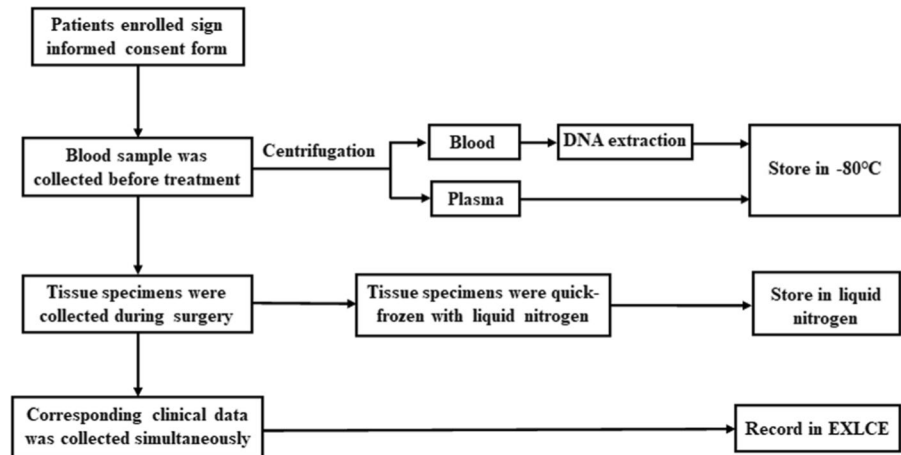 Patients enrolled sign
informed consent form
Blood sample was
collected before treatment
Centrifugation
Blood
DNA extraction
Plasma
Store in -80°C
Tissue specimens were
collected during surgery
Tissue specimens were quick-
frozen with liquid nitrogen
Store in liquid
nitrogen
Corresponding clinical data
was collected simultaneously
Record in EXLCE